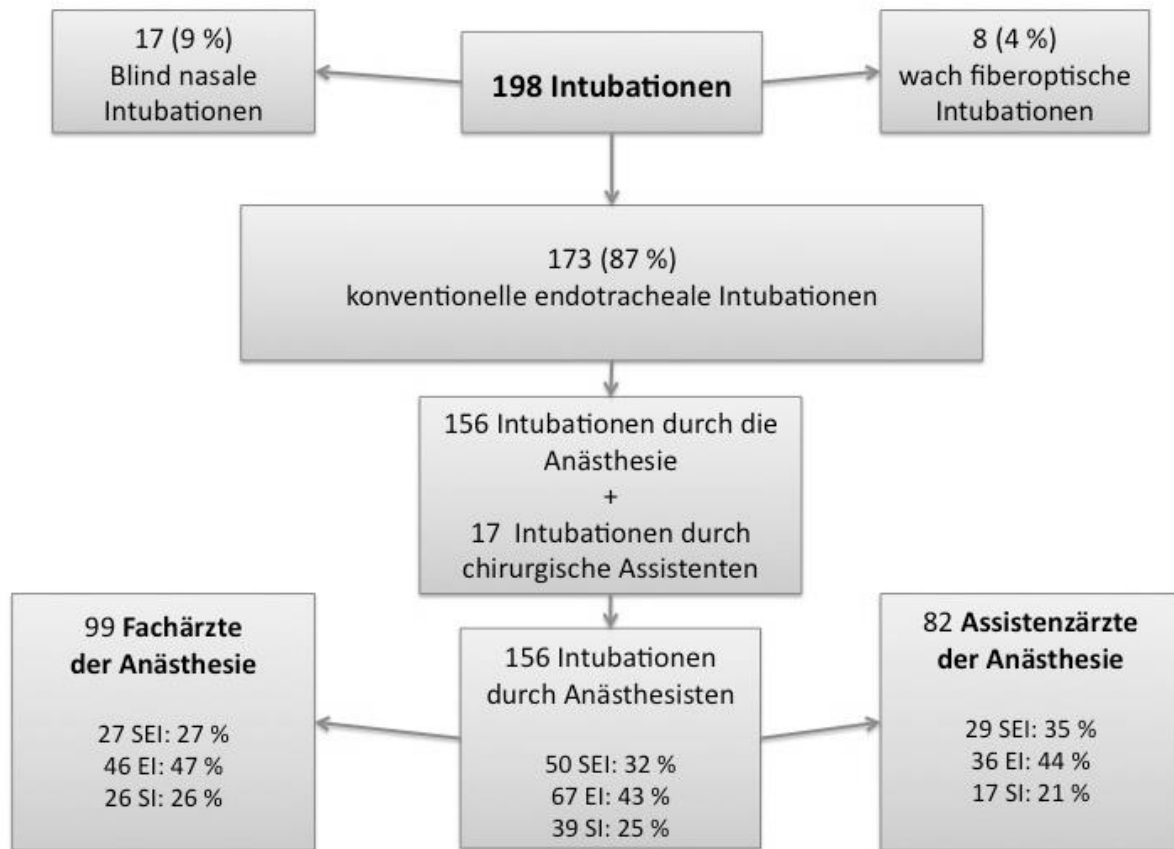 17 (9 %)
Blind nasale
Intubationen
198 Intubationen
8 (4 %)
wach fiberoptische
Intubationen
173 (87 %)
konventionelle endotracheale Intubationen
156 Intubationen durch die
Anästhesie
+
17 Intubationen durch
chirurgische Assistenten
99 Fachärzte
der Anästhesie
27 SEI: 27 %
46 EI: 47 %
26 SI: 26 %
156 Intubationen
durch Anästhesisten
50 SEI: 32 %
67 EI: 43 %
39 SI: 25 %
82 Assistenzärzte
der Anästhesie
29 SEI: 35 %
36 EI: 44 %
17 SI: 21 %